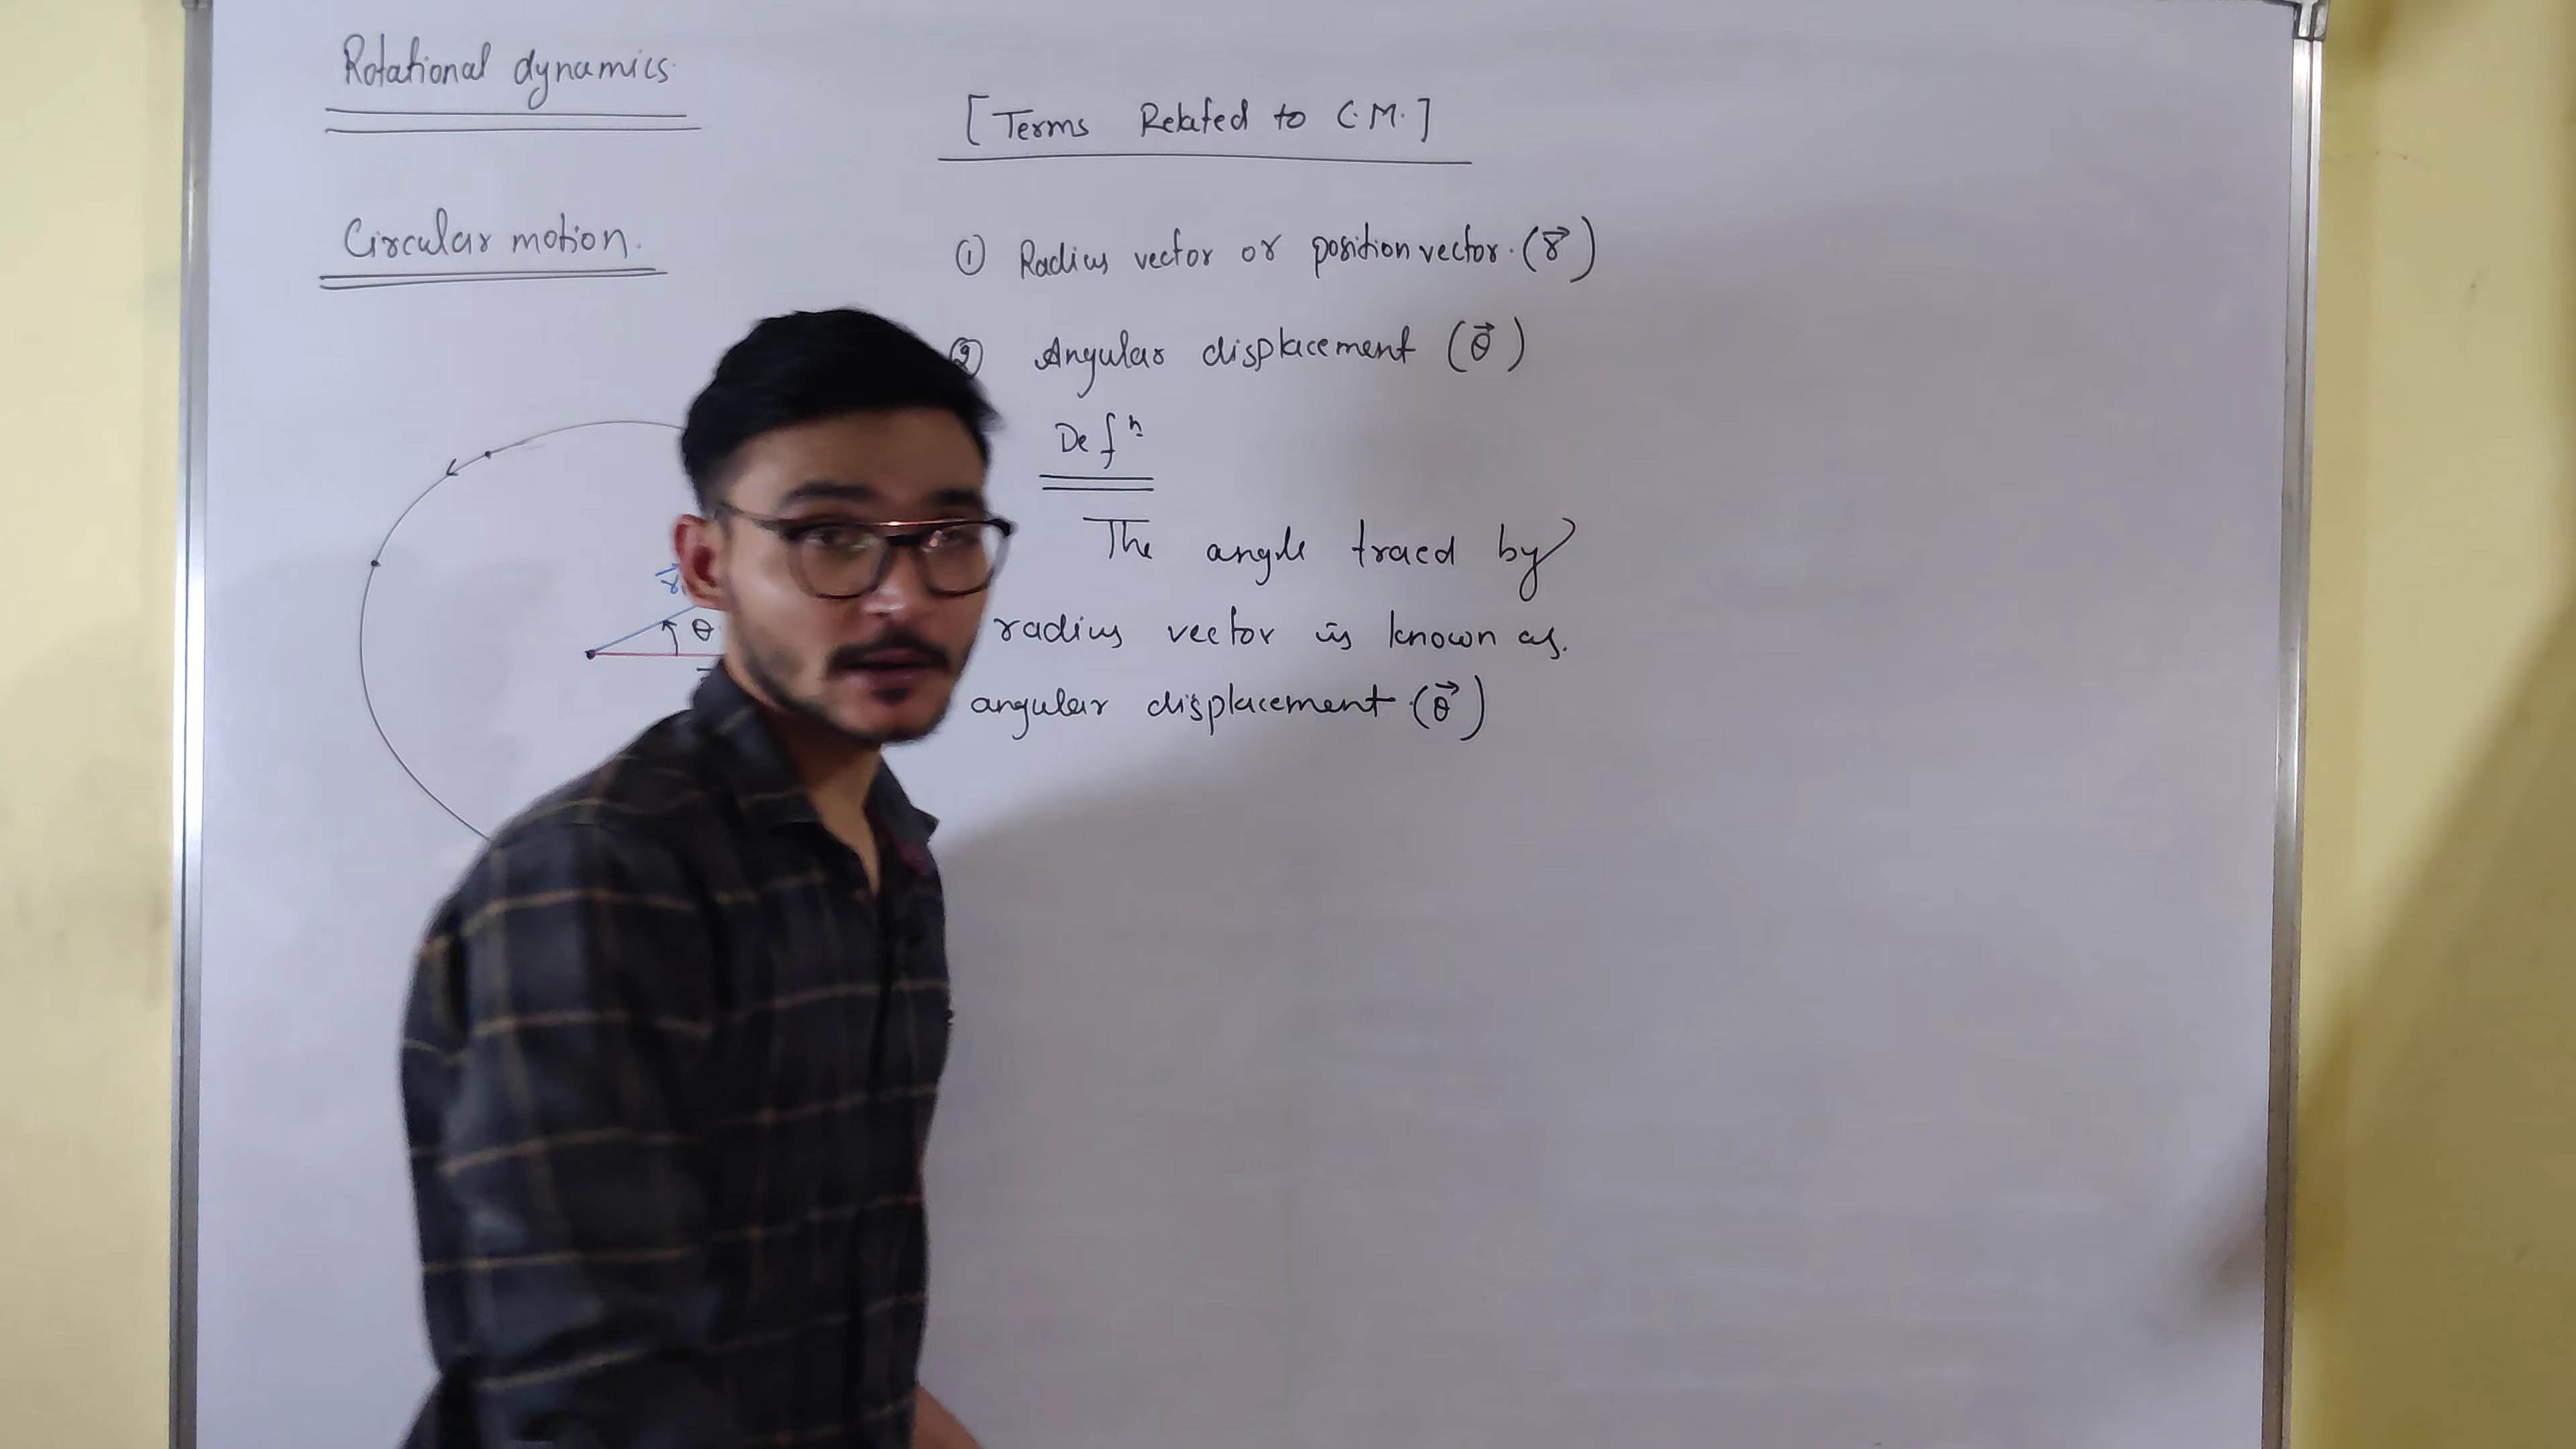 Rotational dynamics.
Circular motion.
r⃗
θ
[Terms Related to C.M.]
① Radius vector or position vector. (r⃗)
② Angular displacement (θ⃗)
Defⁿ
The angle traced by
radius vector is known as.
angular displacement (θ⃗)